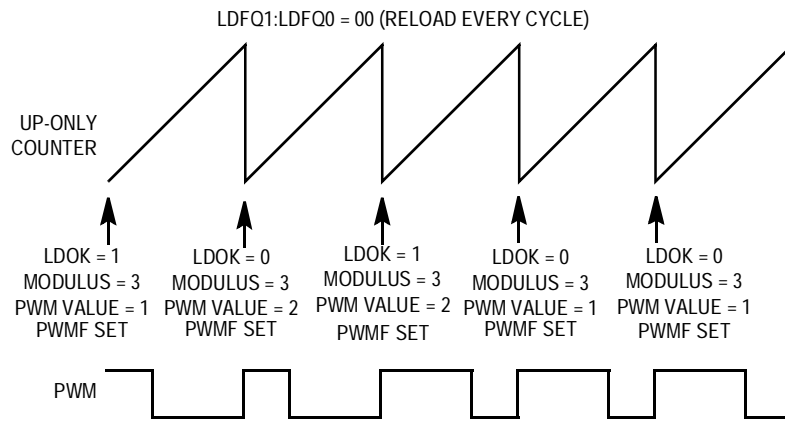 LDFQ1:LDFQ0 = 00 (RELOAD EVERY CYCLE)
UP-ONLY
COUNTER
LDOK = 1
MODULUS = 3
PWM VALUE = 1
PWMF SET
LDOK = 0
MODULUS = 3
PWM VALUE = 2
PWMF SET
LDOK = 1
MODULUS = 3
PWM VALUE = 2
PWMF SET
LDOK = 0
MODULUS = 3
PWM VALUE = 1
PWMF SET
LDOK = 0
MODULUS = 3
PWM VALUE = 1
PWMF SET
PWM